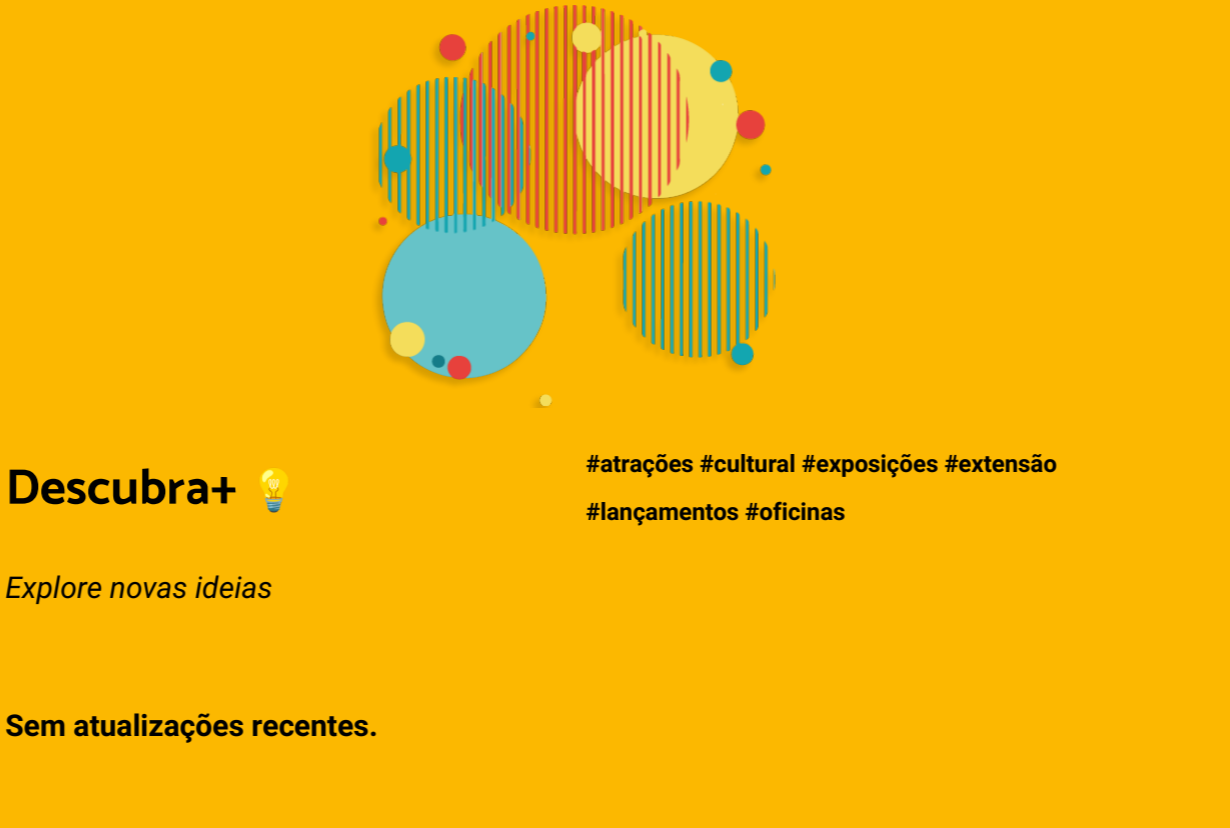 Descubra+ 💡
#atrações #cultural #exposições #extensão
#lançamentos #oficinas
Explore novas ideias
Sem atualizações recentes.